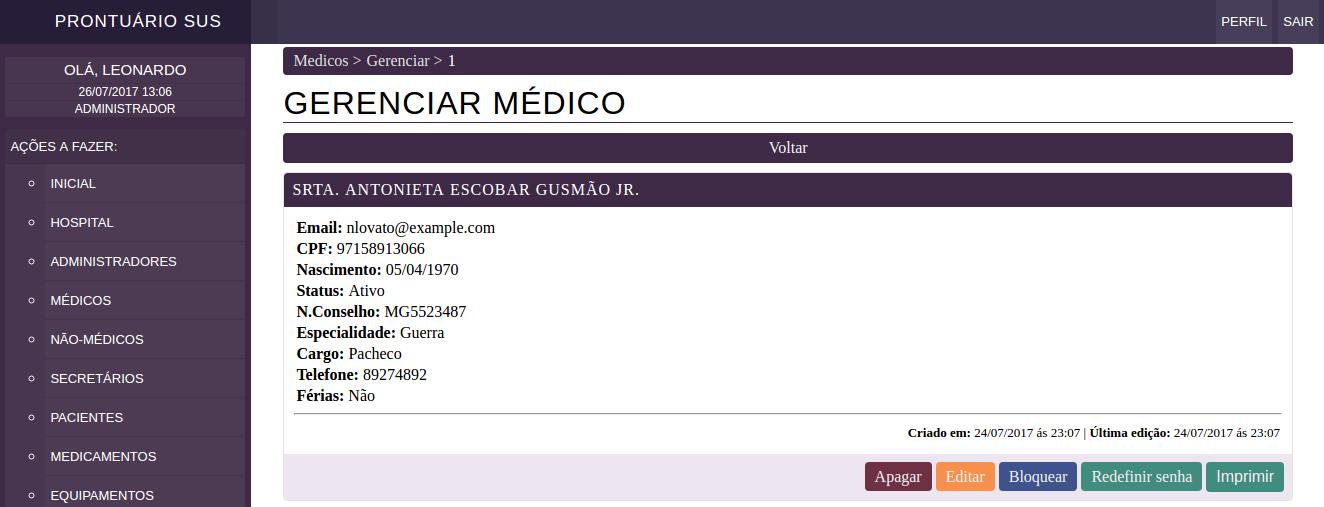 PRONTUÁRIO SUS
PERFIL
SAIR
OLÁ, LEONARDO
26/07/2017 13:06
ADMINISTRADOR
AÇÕES A FAZER:
INICIAL
HOSPITAL
ADMINISTRADORES
MÉDICOS
NÃO-MÉDICOS
SECRETÁRIOS
PACIENTES
MEDICAMENTOS
EQUIPAMENTOS
Medicos > Gerenciar > 1
GERENCIAR MÉDICO
Voltar
SRTA. ANTONIETA ESCOBAR GUSMÃO JR.
Email: nlovato@example.com
CPF: 97158913066
Nascimento: 05/04/1970
Status: Ativo
N.Conselho: MG5523487
Especialidade: Guerra
Cargo: Pacheco
Telefone: 89274892
Férias: Não
Criado em: 24/07/2017 ás 23:07 | Última edição: 24/07/2017 ás 23:07
Apagar
Editar
Bloquear
Redefinir senha
Imprimir